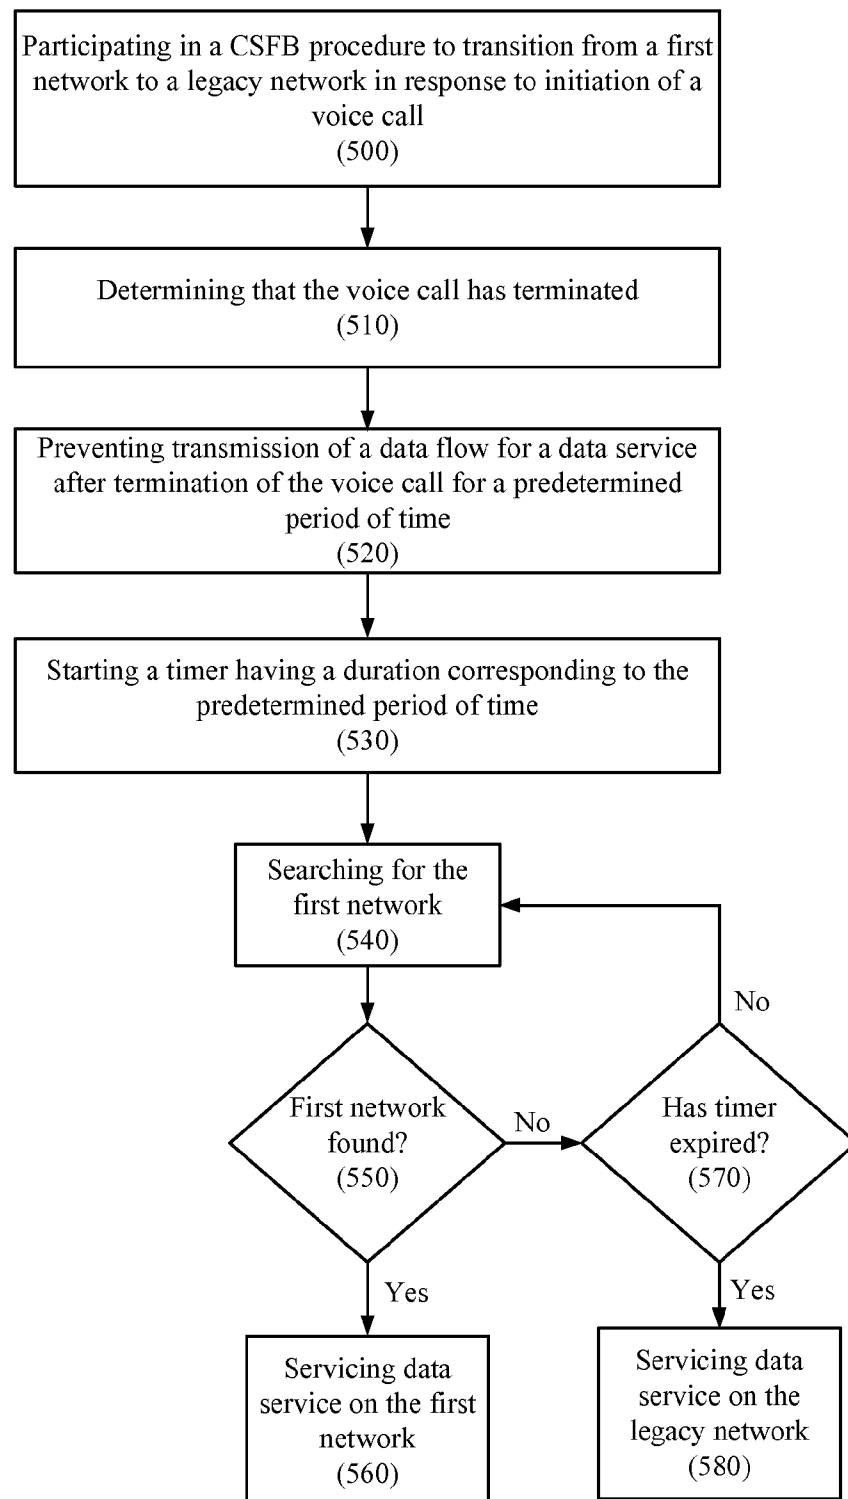 Participating in a CSFB procedure to transition from a first
network to a legacy network in response to initiation of a
voice call
(500)
Determining that the voice call has terminated
(510)
Preventing transmission of a data flow for a data service
after termination of the voice call for a predetermined
period of time
(520)
Starting a timer having a duration corresponding to the
predetermined period of time
(530)
Searching for the
first network
(540)
No
First network
found?
(550)
No
Has timer
expired?
(570)
Yes
Yes
Servicing data
service on the first
network
(560)
Servicing data
service on the
legacy network
(580)